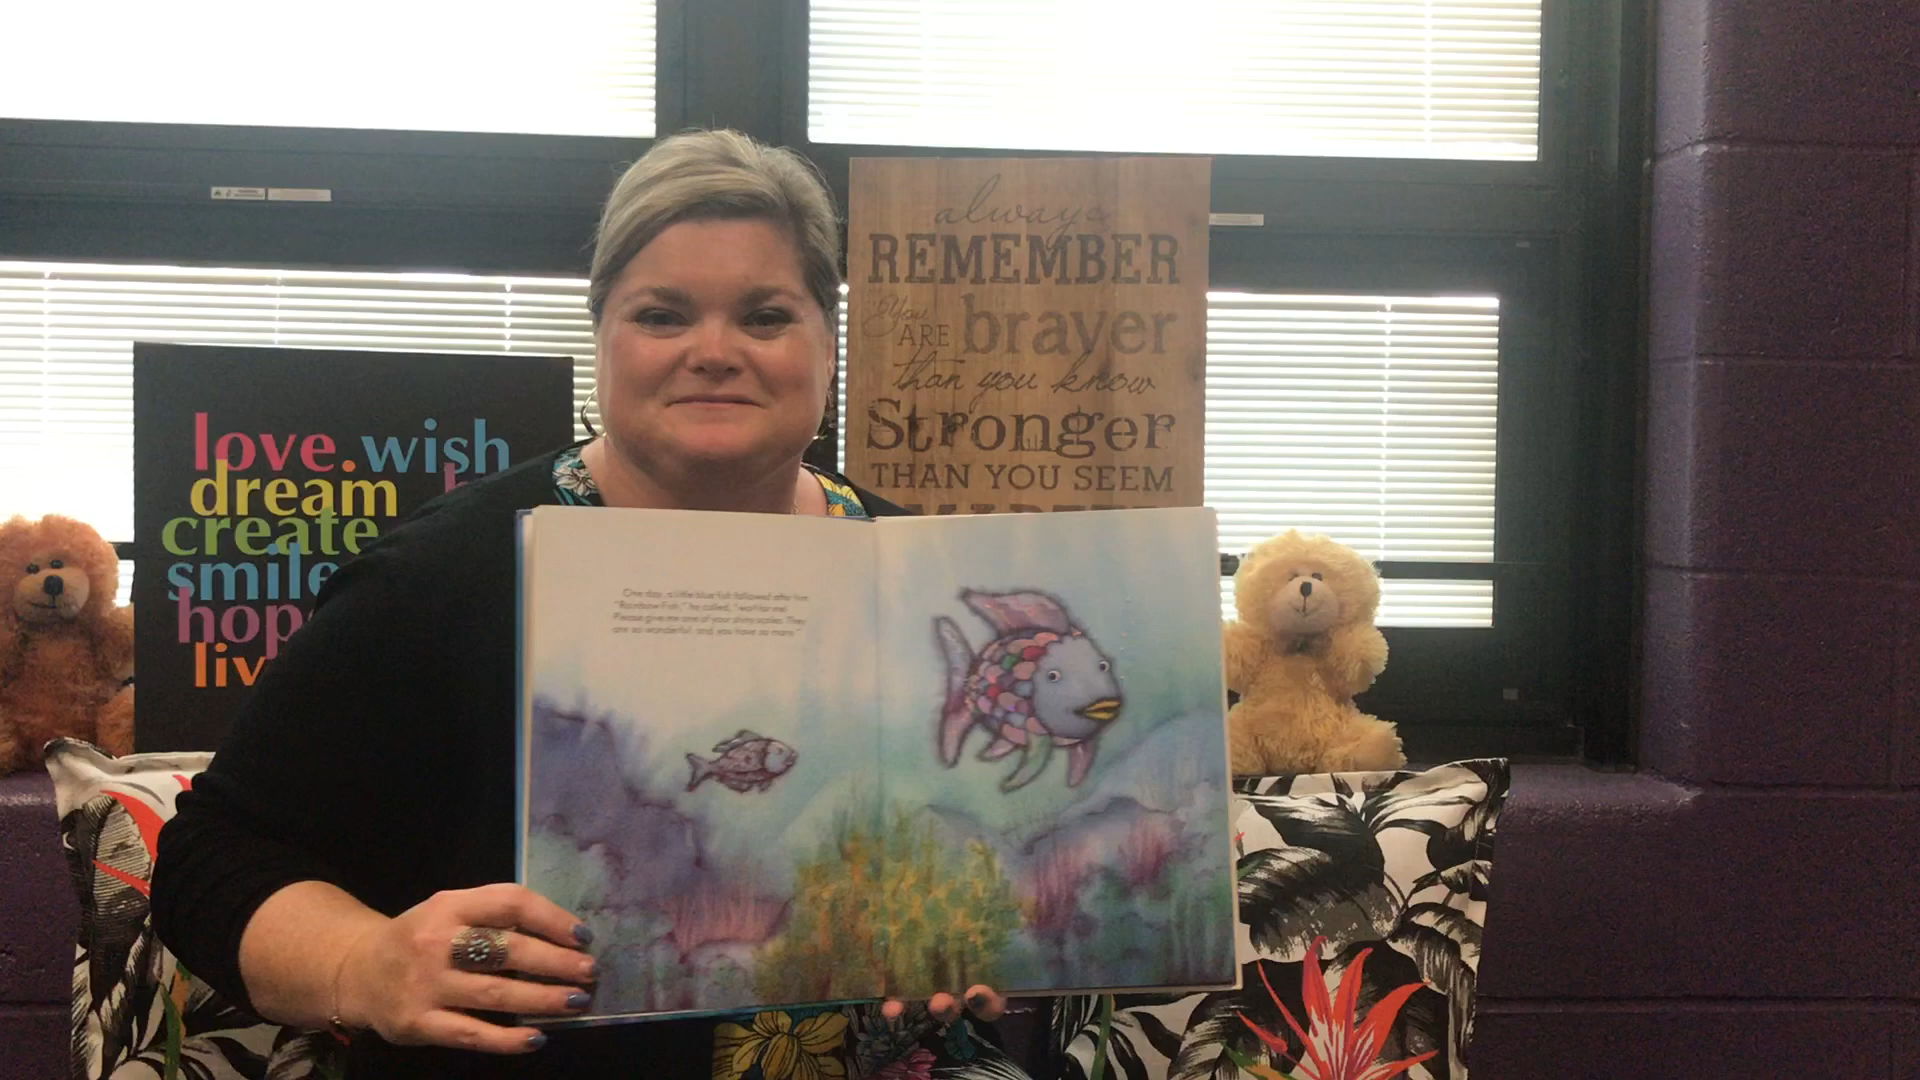 love.wish
dream
create
smile
hop
liv
always
REMEMBER
You
ARE braver
than you know
Stronger
THAN YOU SEEM
One day, a little blue fish followed after him.
"Rainbow Fish," he called, "wait for me!
Please give me one of your shiny scales. They
are so wonderful, and you have so many."